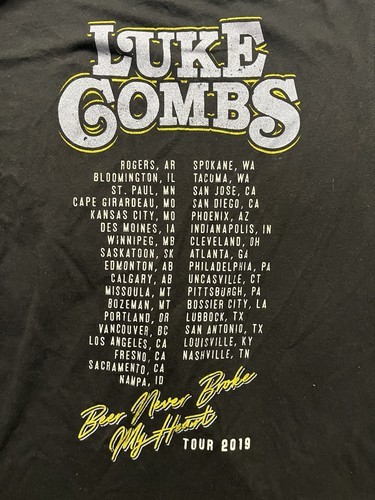 LUKE
COMBS
ROGERS, AR
BLOOMINGTON, IL
ST. PAUL, MN
CAPE GIRARDEAU, MO
KANSAS CITY, MO
DES MOINES, IA
WINNIPEG, MB
SASKATOON, SK
EDMONTON, AB
CALGARY, AB
MISSOULA, MT
BOZEMAN, MT
PORTLAND, OR
VANCOUVER, BC
LOS ANGELES, CA
FRESNO, CA
SACRAMENTO, CA
NAMPA, ID
SPOKANE, WA
TACUMA, WA
SAN JOSE, CA
SAN DIEGO, CA
PHOENIX, AZ
INDIANAPOLIS, IN
CLEVELAND, OH
ATLANTA, GA
PHILADELPHIA, PA
UNCASVILLE, CT
PITTSBURGH, PA
BOSSIER CITY, LA
LUBBOCK, TX
SAN ANTONIO, TX
LOUISVILLE, KY
NASHVILLE, TN
Beer Never Broke
My Heart
TOUR 2019